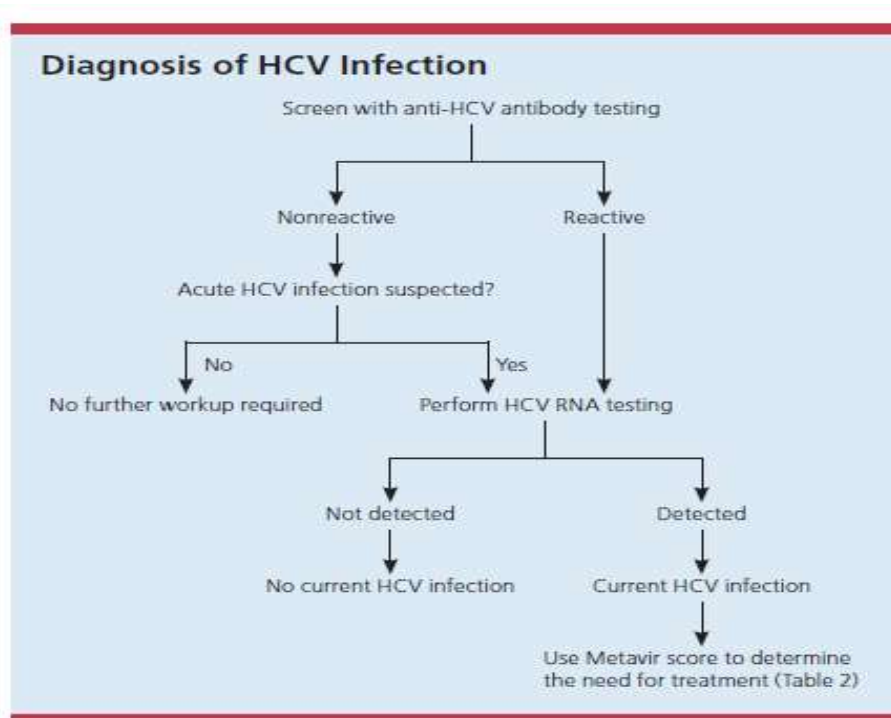 Diagnosis of HCV Infection
Screen with anti-HCV antibody testing
Nonreactive
Reactive
Acute HCV infection suspected?
No
Yes
No further workup required
Perform HCV RNA testing
Not detected
Detected
No current HCV infection
Current HCV infection
Use Metavir score to determine
the need for treatment (Table 2)